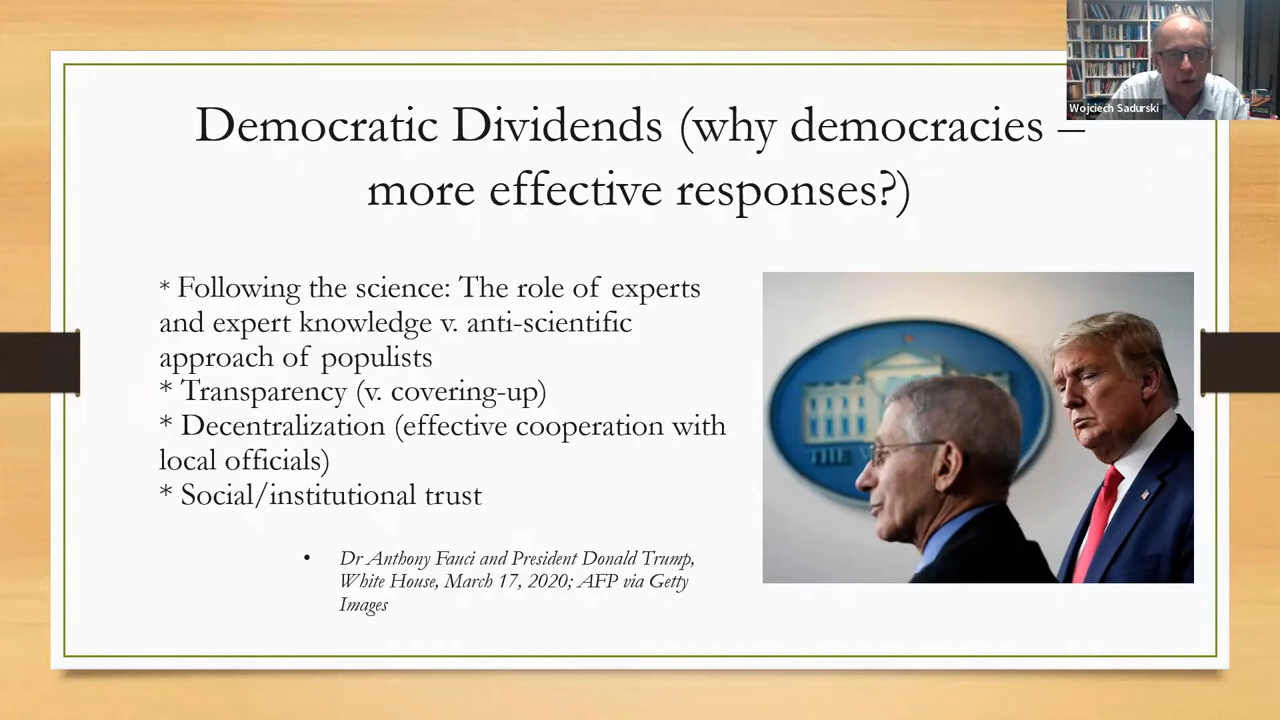 Wojciech Sadurski
Democratic Dividends (why democracies –
more effective responses?)
* Following the science: The role of experts
and expert knowledge v. anti-scientific
approach of populists
* Transparency (v. covering-up)
* Decentralization (effective cooperation with
local officials)
* Social/institutional trust
• Dr Anthony Fauci and President Donald Trump,
White House, March 17, 2020; AFP via Getty
Images
THE